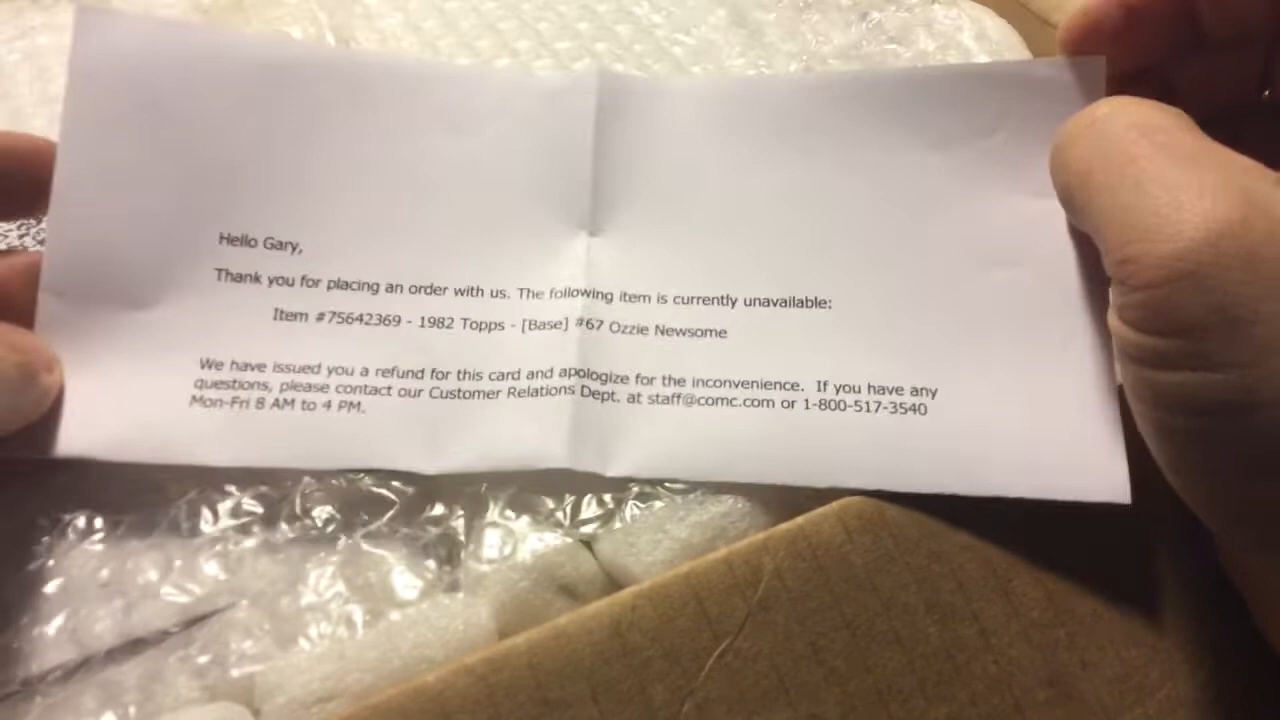 Hello Gary,
Thank you for placing an order with us. The following item is currently unavailable:
Item #75642369 - 1982 Topps - [Base] #67 Ozzie Newsome
We have issued you a refund for this card and apologize for the inconvenience. If you have any
questions, please contact our Customer Relations Dept. at staff@comc.com or 1-800-517-3540
Mon-Fri 8 AM to 4 PM.